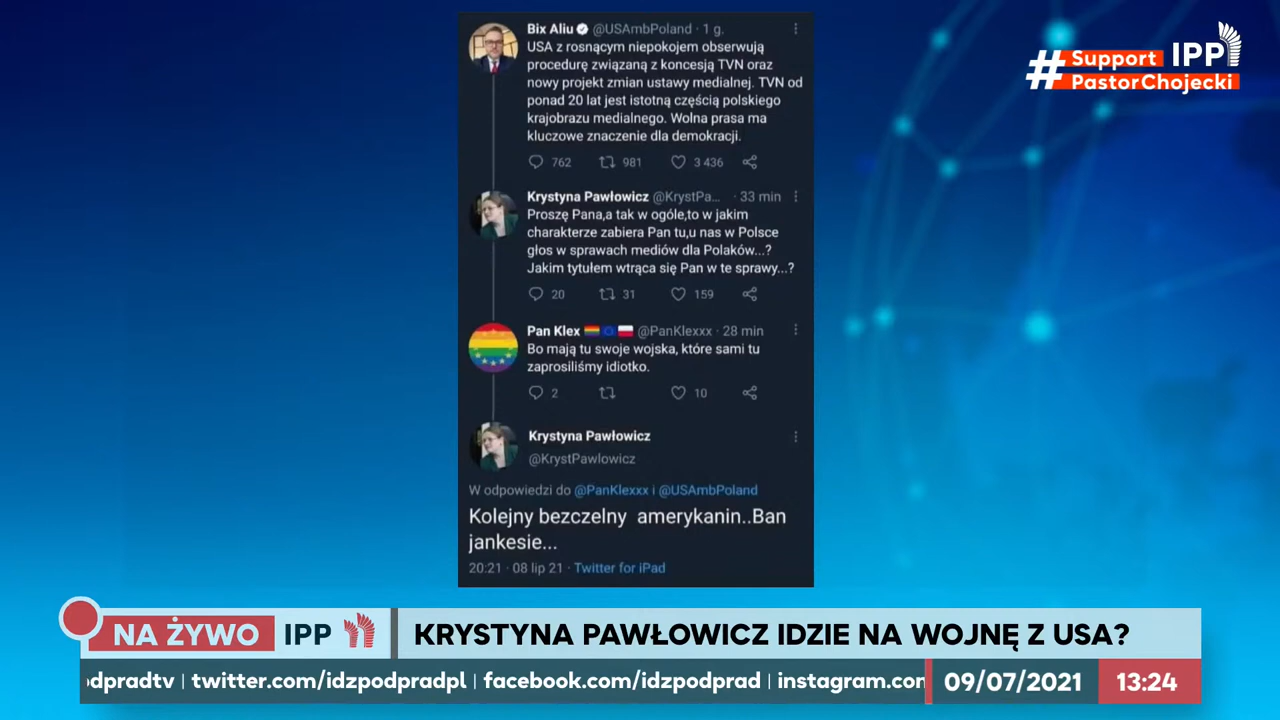 Bix Aliu @USAmbPoland · 1 g.
USA z rosnącym niepokojem obserwują
procedurę związaną z koncesją TVN oraz
nowy projekt zmian ustawy medialnej. TVN od
ponad 20 lat jest istotną częścią polskiego
krajobrazu medialnego. Wolna prasa ma
kluczowe znaczenie dla demokracji.
762 981 3 436
Krystyna Pawłowicz @KrystPa... · 33 min
Proszę Pana,a tak w ogóle,to w jakim
charakterze zabiera Pan tu,u nas w Polsce
głos w sprawach mediów dla Polaków...?
Jakim tytułem wtrąca się Pan w te sprawy...?
20 31 159
Pan Klex @PanKlexxx · 28 min
Bo mają tu swoje wojska, które sami tu
zaprosiliśmy idiotko.
2 10
Krystyna Pawłowicz
@KrystPawlowicz
W odpowiedzi do @PanKlexxx i @USAmbPoland
Kolejny bezczelny amerykanin..Ban
jankesie...
20:21 · 08 lip 21 · Twitter for iPad
#Support IPP
PastorChojecki
NA ŻYWO IPP
KRYSTYNA PAWŁOWICZ IDZIE NA WOJNĘ Z USA?
dpradtv | twitter.com/idzpodpradpl | facebook.com/idzpodprad | instagram.con
09/07/2021 13:24